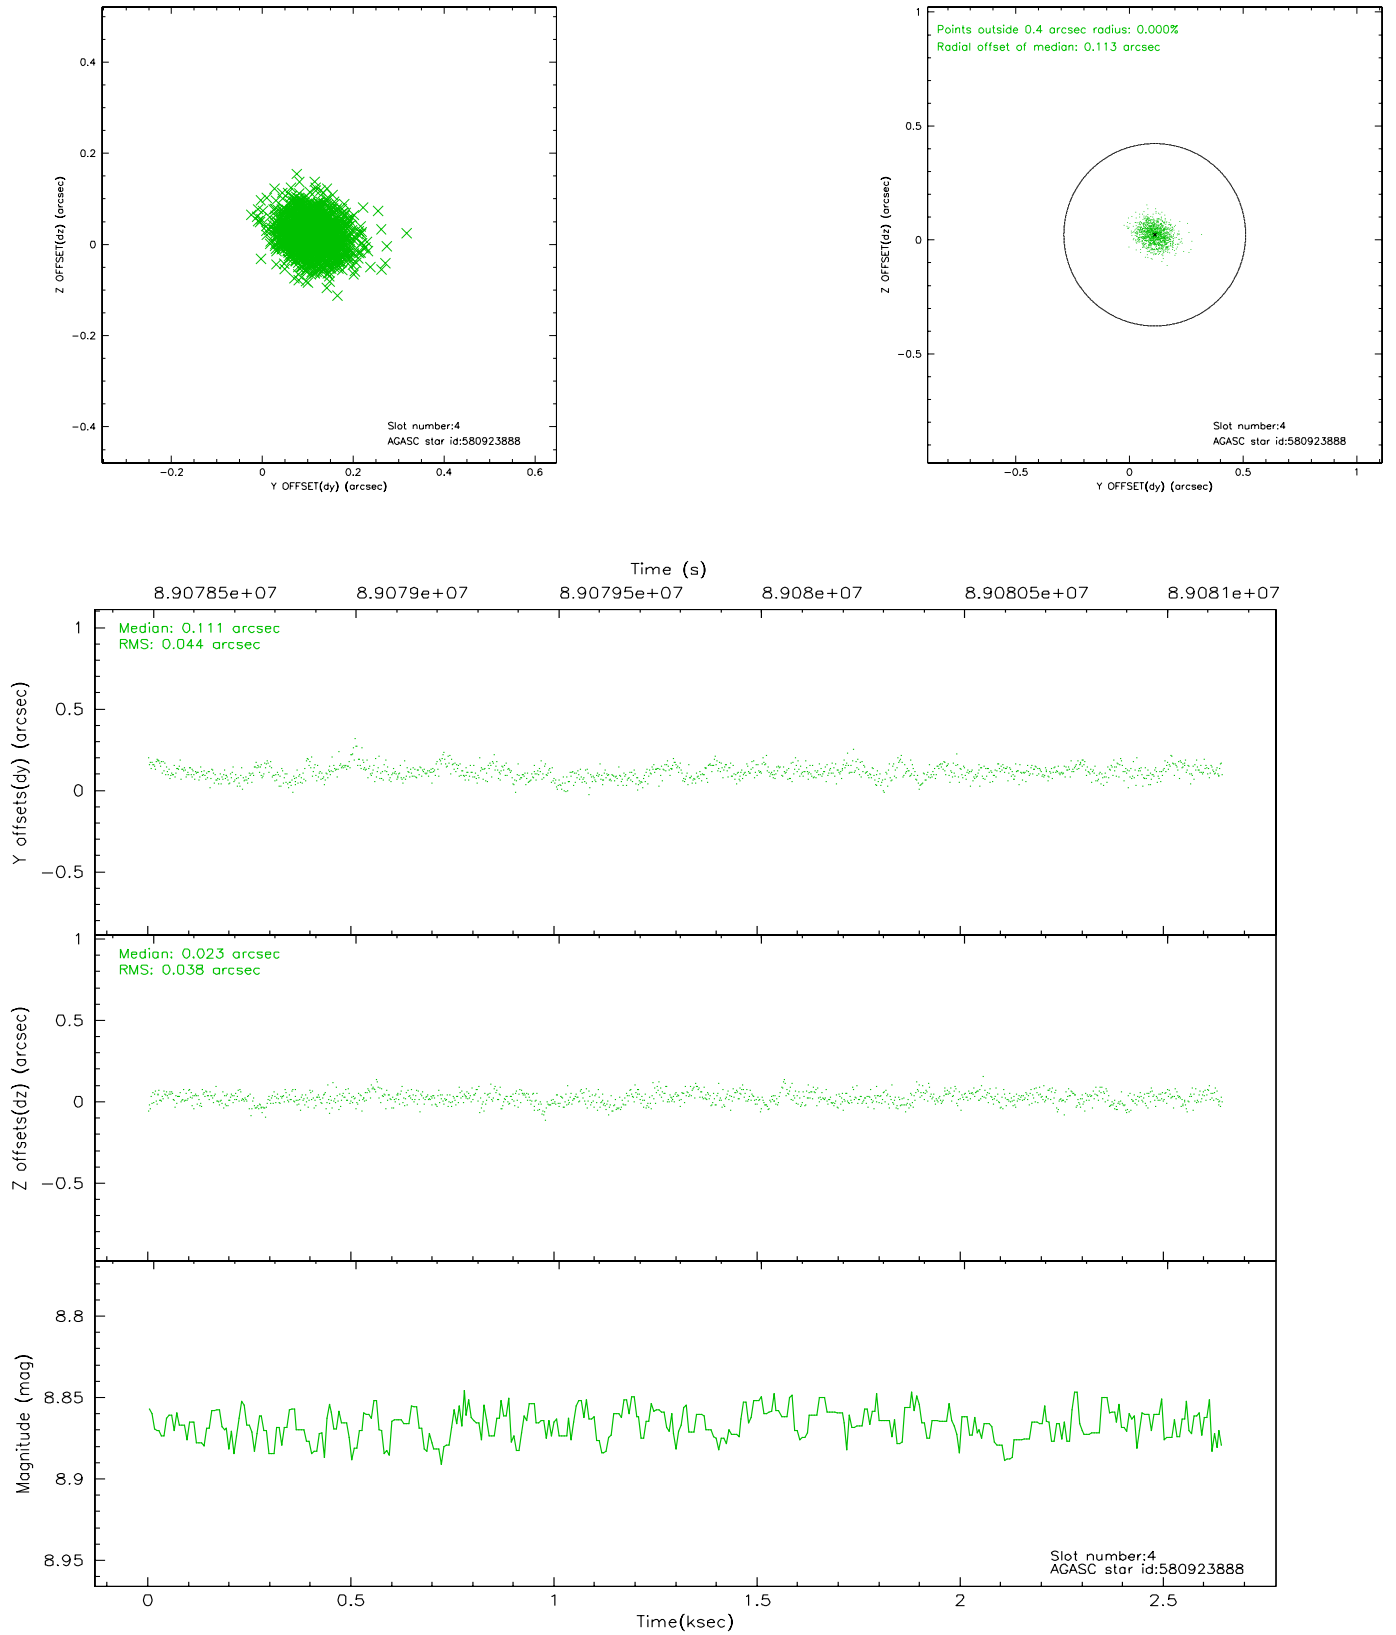 0.4
0.2
0
−0.2
−0.4
Z OFFSET(dz) (arcsec)
Slot number:4
AGASC star id:580923888
−0.2 0 0.2 0.4 0.6
Y OFFSET(dy) (arcsec)
Points outside 0.4 arcsec radius: 0.000%
Radial offset of median: 0.113 arcsec
1
0.5
0
−0.5
Z OFFSET(dz) (arcsec)
Slot number:4
AGASC star id:580923888
−0.5 0 0.5 1
Y OFFSET(dy) (arcsec)
Time (s)
8.90785e+07 8.9079e+07 8.90795e+07 8.908e+07 8.90805e+07 8.9081e+07
Median: 0.111 arcsec
RMS: 0.044 arcsec
1
0.5
0
−0.5
Y offsets(dy) (arcsec)
Median: 0.023 arcsec
RMS: 0.038 arcsec
1
0.5
0
−0.5
Z offsets(dz) (arcsec)
8.8
8.85
8.9
8.95
Magnitude (mag)
Slot number:4
AGASC star id:580923888
0 0.5 1 1.5 2 2.5
Time(ksec)